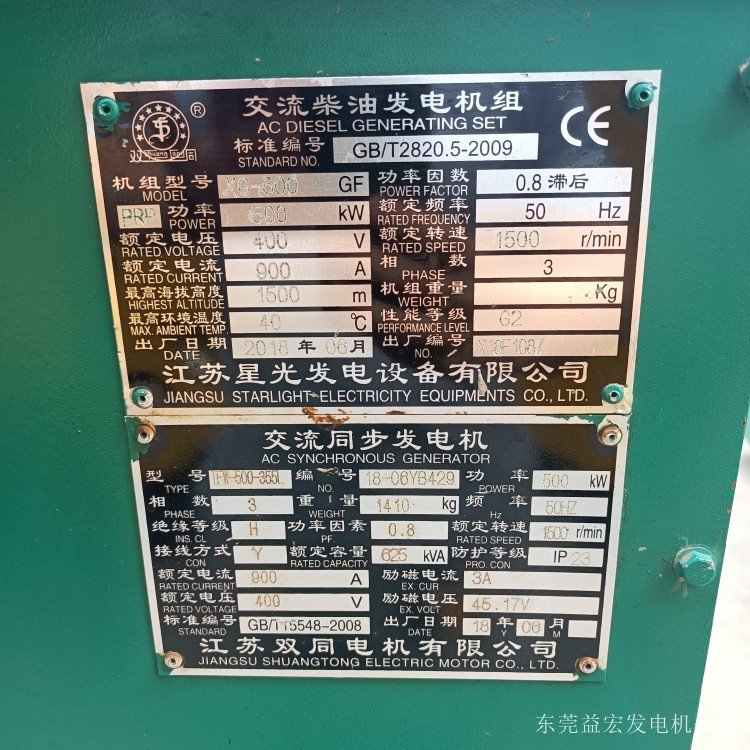 交流柴油发电机组
AC DIESEL GENERATING SET
®
CE
标准编号 GB/T2820.5-2009
STANDARD NO.
机组型号 XG-500 GF 功率因数 0.8 滞后
MODEL POWER FACTOR
PRP 功率 500 kW 额定频率 50 Hz
POWER RATED FREQUENCY
额定电压 400 V 额定转速 1500 r/min
RATED VOLTAGE RATED SPEED
额定电流 900 A 相数 3
RATED CURRENT PHASE
最高海拔高度 1500 m 机组重量 Kg
HIGHEST ALTITUDE WEIGHT
最高环境温度 40 ℃ 性能等级 G2
MAX. AMBIENT TEMP. PERFORMANCE LEVEL
出厂日期 2018 年 06 月 出厂编号 X18F1087
DATE NO.
江苏星光发电设备有限公司
JIANGSU STARLIGHT ELECTRICITY EQUIPMENTS CO., LTD.
交流同步发电机
AC SYNCHRONOUS GENERATOR
型号 TFW-500-355L 编号 18-06YB429 功率 500 kW
TYPE NO. POWER
相数 3 重量 1410 kg 频率 50HZ
PHASE WEIGHT Hz
绝缘等级 H 功率因素 0.8 额定转速 1500 r/min
INS. CL PF. RATED SPEED
接线方式 Y 额定容量 625 kVA 防护等级 IP 23
CON RATED CAPACITY PRO. CON
额定电流 900 A 励磁电流 3A
RATED CURRENT EX. CUR
额定电压 400 V 励磁电压 45.17V
RATED VOLTAGE EX. VOLT
标准编号 GB/T15548-2008 出厂日期 18 年 06 月
STANDARD DATE Y M
江苏双同电机有限公司
JIANGSU SHUANGTONG ELECTRIC MOTOR CO., LTD.
东莞益宏发电机